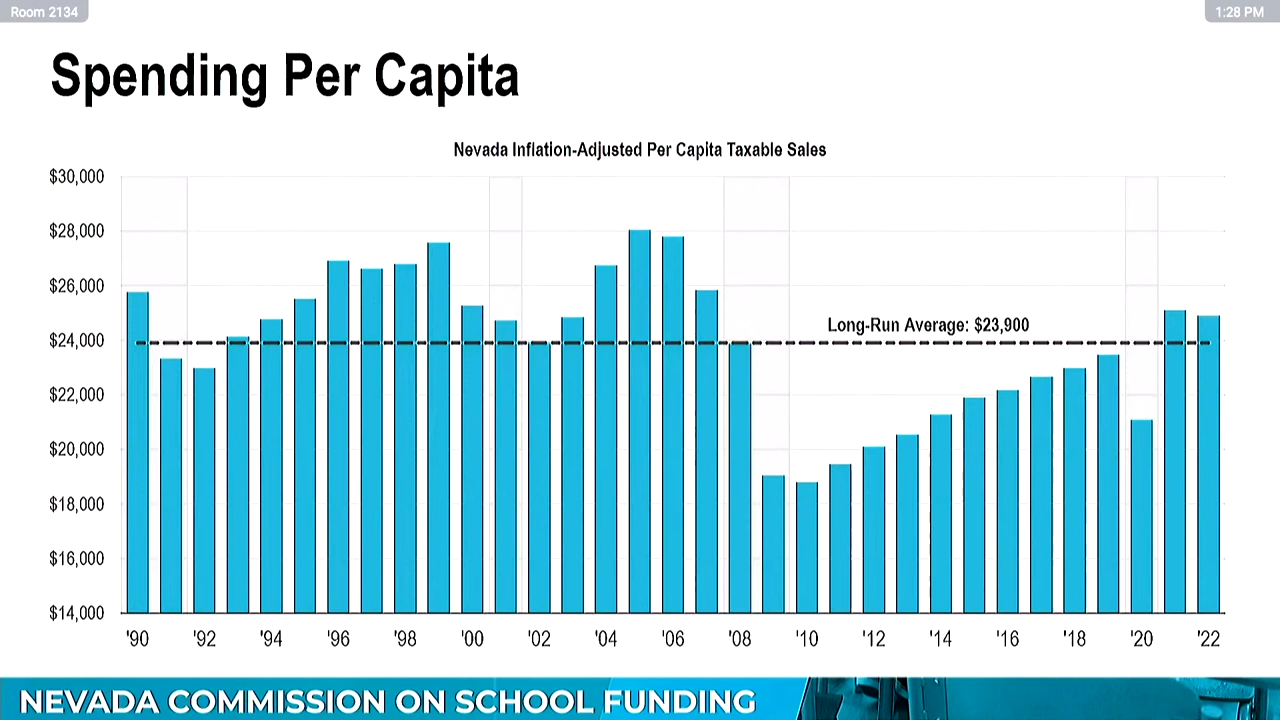 Room 2134
1:28 PM
Spending Per Capita
Nevada Inflation-Adjusted Per Capita Taxable Sales
$30,000
$28,000
$26,000
$24,000
$22,000
$20,000
$18,000
$16,000
$14,000
Long-Run Average: $23,900
'90 '92 '94 '96 '98 '00 '02 '04 '06 '08 '10 '12 '14 '16 '18 '20 '22
NEVADA COMMISSION ON SCHOOL FUNDING